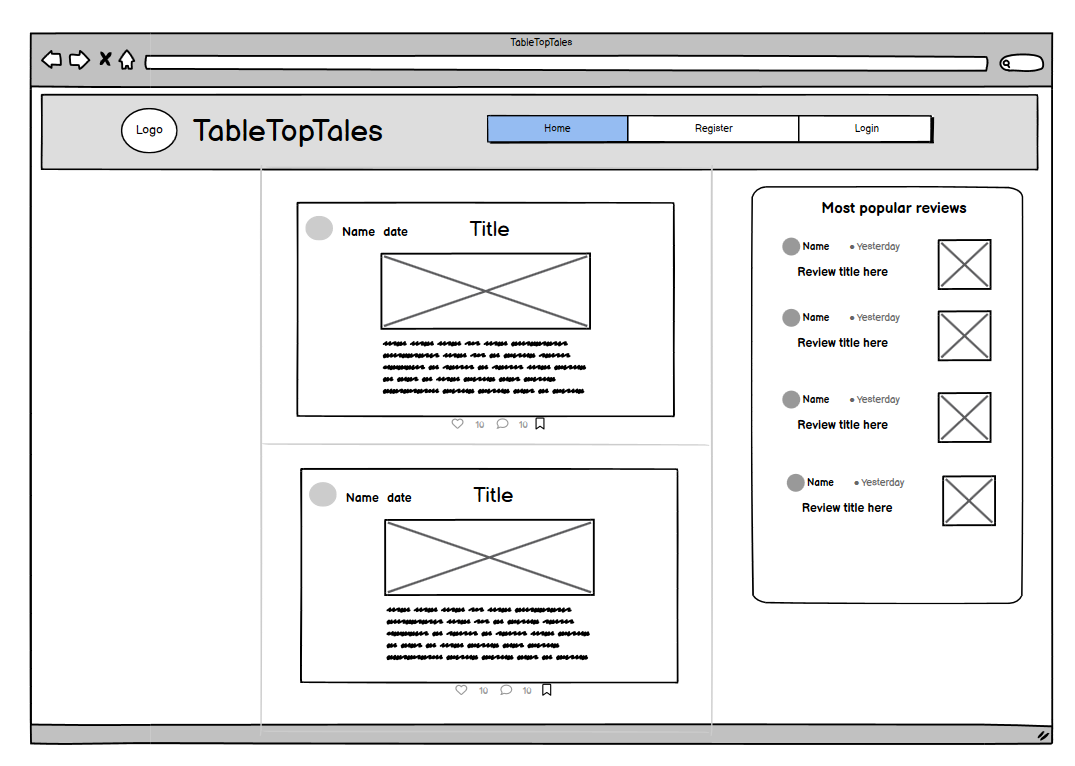 TableTopTales
Logo
TableTopTales
Home
Register
Login
Name date
Title
10
10
Name date
Title
10
10
Most popular reviews
Name
Yesterday
Review title here
Name
Yesterday
Review title here
Name
Yesterday
Review title here
Name
Yesterday
Review title here